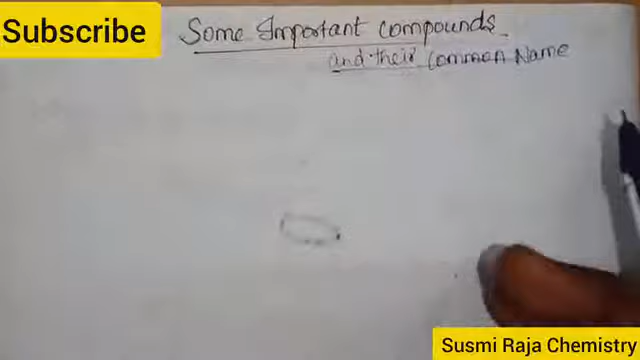 Subscribe
Some Important compounds
and their Common Name
Susmi Raja Chemistry